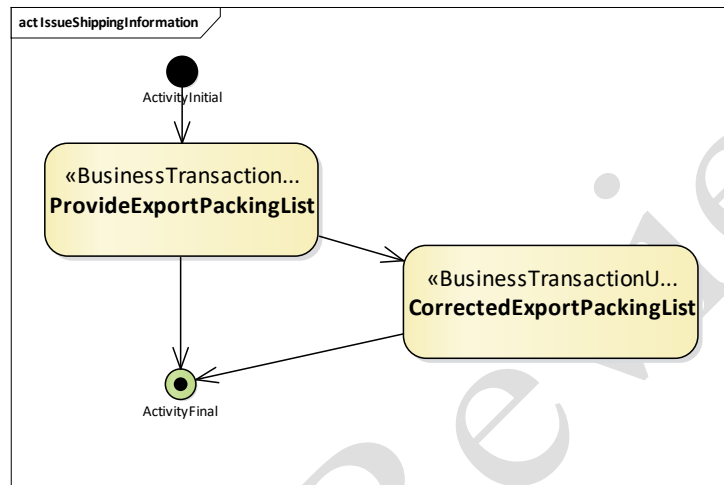 act IssueShippingInformation
ActivityInitial
«BusinessTransaction...
ProvideExportPackingList
«BusinessTransactionU...
CorrectedExportPackingList
ActivityFinal